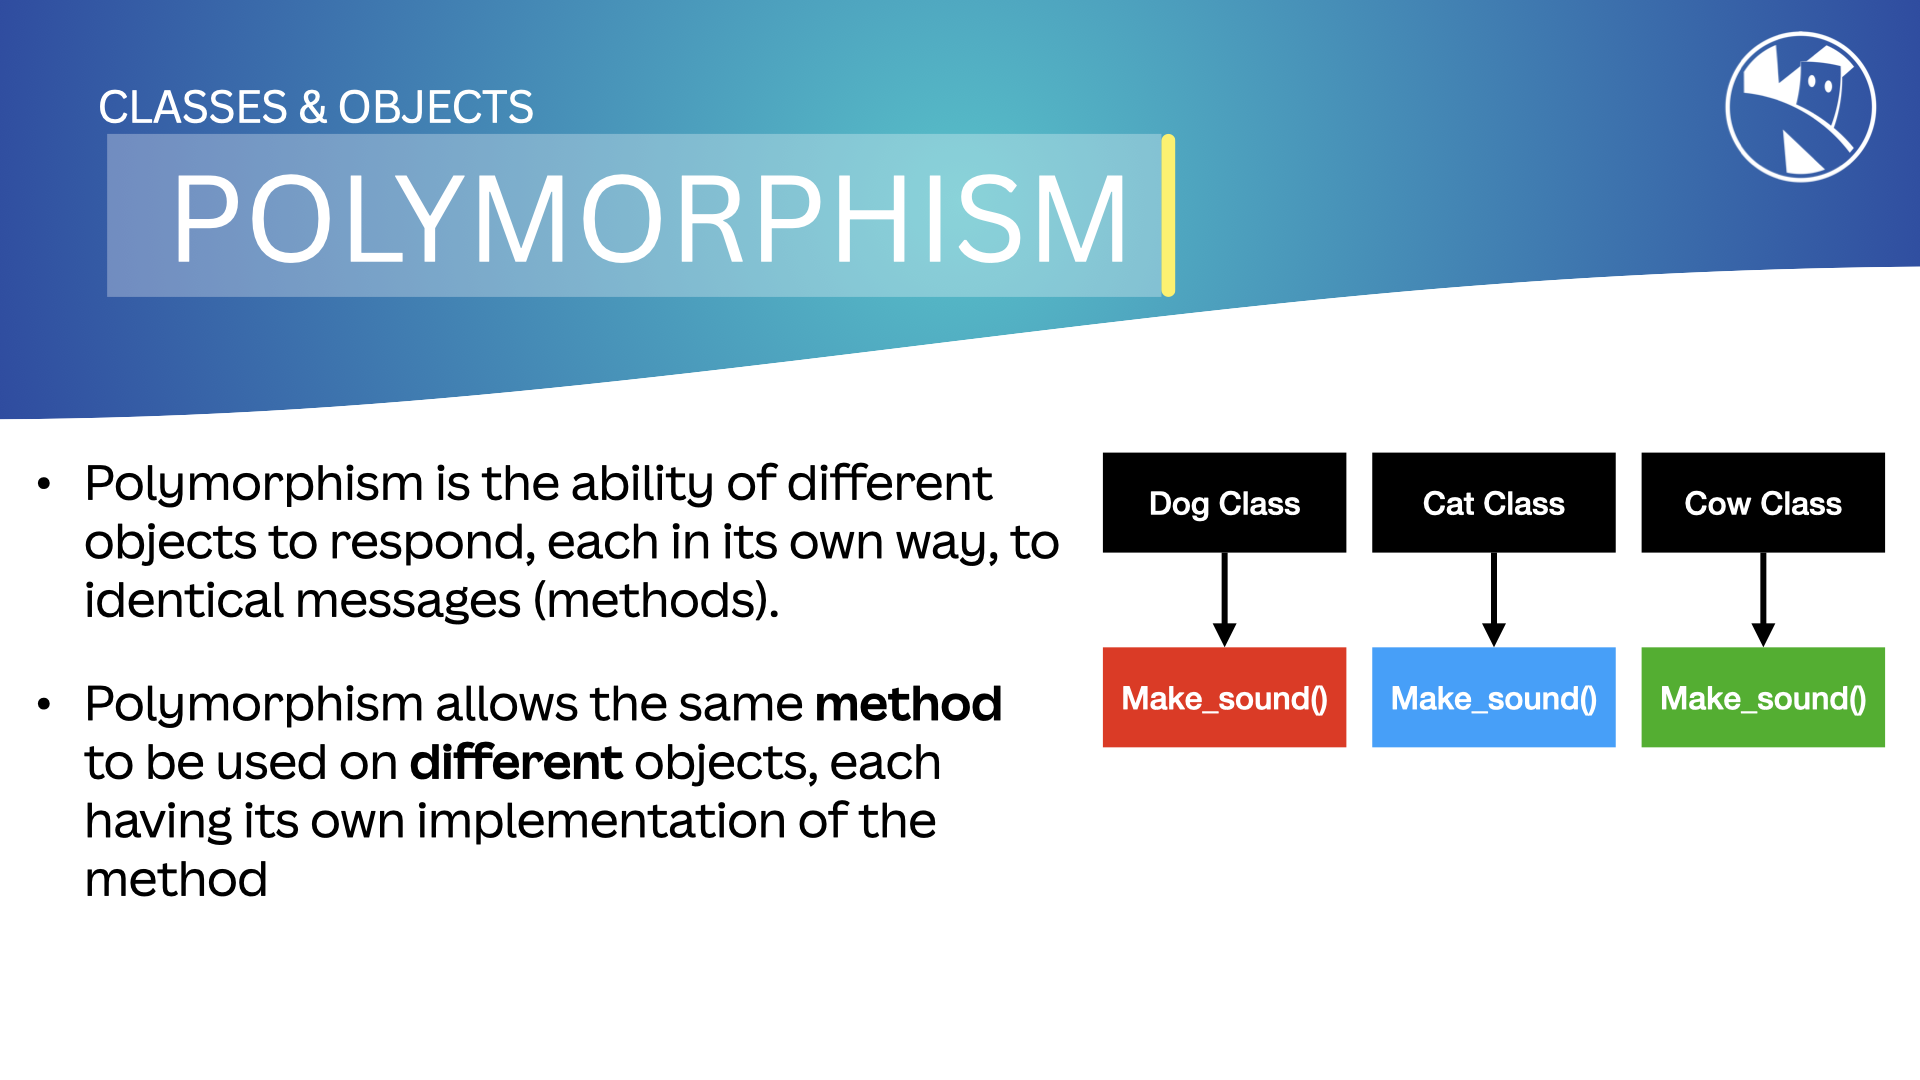 CLASSES & OBJECTS
POLYMORPHISM
• Polymorphism is the ability of different
objects to respond, each in its own way, to
identical messages (methods).
• Polymorphism allows the same method
to be used on different objects, each
having its own implementation of the
method
Dog Class
Cat Class
Cow Class
Make_sound()
Make_sound()
Make_sound()